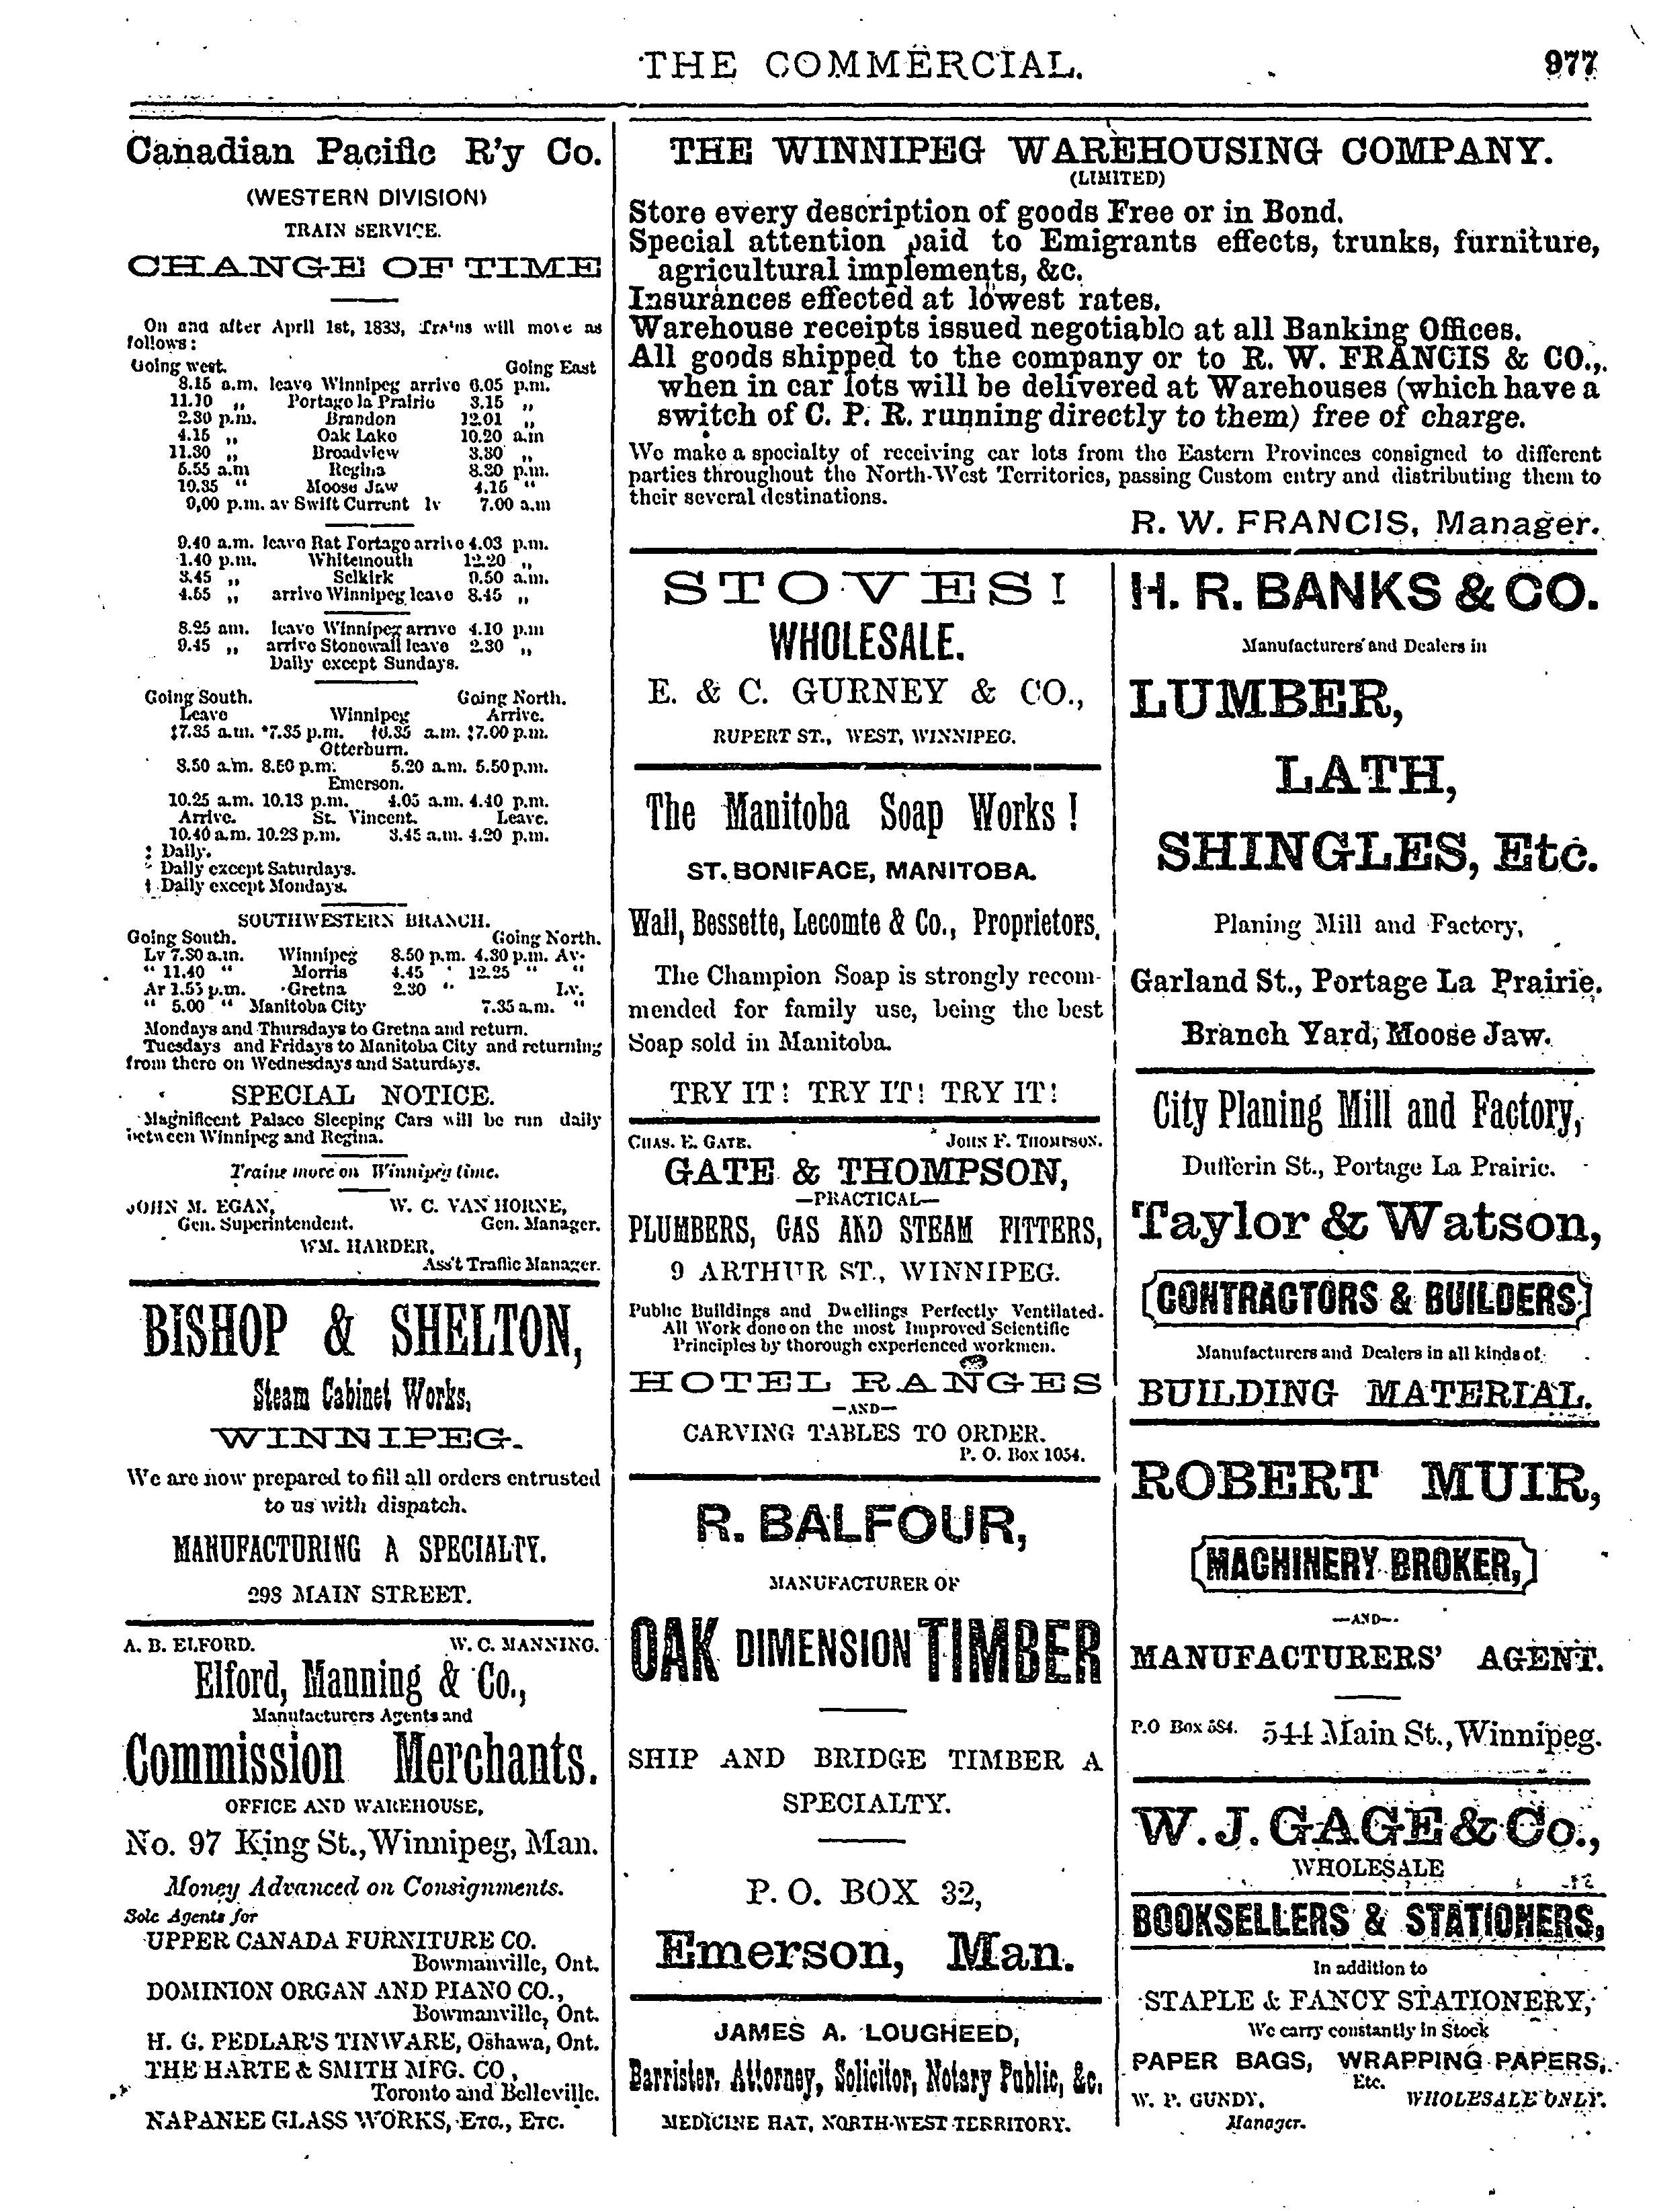 THE COMMERCIAL. 977
Canadian Pacific R'y Co.
(WESTERN DIVISION)
TRAIN SERVICE.
CHANGE OF TIME
On and after April 1st, 1883, Trains will move as
follows:
Going west. Going East
8.15 a.m. leave Winnipeg arrive 6.05 p.m.
11.10 „ Portage la Prairie 3.15 „
2.30 p.m. Brandon 12.01 „
4.15 „ Oak Lake 10.20 a.m
11.30 „ Broadview 3.30 „
5.55 a.m Regina 8.30 p.m.
10.35 “ Moose Jaw 4.15 “
9,00 p.m. av Swift Current lv 7.00 a.m
9.40 a.m. leave Rat Portage arrive 4.03 p.m.
1.40 p.m. Whitemouth 12.20 „
3.45 „ Selkirk 9.50 a.m.
4.55 „ arrive Winnipeg leave 8.45 „
8.25 am. leave Winnipeg arrive 4.10 p.m
9.45 „ arrive Stonewall leave 2.30 „
Daily except Sundays.
Going South. Going North.
Leave Winnipeg Arrive.
‡7.35 a.m. *7.35 p.m. †6.35 a.m. ‡7.00 p.m.
Otterburn.
8.50 a.m. 8.50 p.m. 5.20 a.m. 5.50 p.m.
Emerson.
10.25 a.m. 10.13 p.m. 4.05 a.m. 4.40 p.m.
Arrive. St. Vincent. Leave.
10.40 a.m. 10.28 p.m. 3.45 a.m. 4.20 p.m.
‡ Daily.
* Daily except Saturdays.
† Daily except Mondays.
SOUTHWESTERN BRANCH.
Going South. Going North.
Lv 7.30 a.m. Winnipeg 8.50 p.m. 4.30 p.m. Av.
“ 11.40 “ Morris 4.45 “ 12.25 “ “
Ar 1.55 p.m. Gretna 2.30 “ Lv.
“ 5.00 “ Manitoba City 7.35 a.m. “
Mondays and Thursdays to Gretna and return.
Tuesdays and Fridays to Manitoba City and returning
from there on Wednesdays and Saturdays.
SPECIAL NOTICE.
Magnificent Palace Sleeping Cars will be run daily
between Winnipeg and Regina.
Trains move on Winnipeg time.
JOHN M. EGAN, W. C. VAN HORNE,
Gen. Superintendent. Gen. Manager.
WM. HARDER,
Ass't Traffic Manager.
BISHOP & SHELTON,
Steam Cabinet Works,
WINNIPEG.
We are now prepared to fill all orders entrusted
to us with dispatch.
MANUFACTURING A SPECIALTY.
298 MAIN STREET.
A. B. ELFORD. W. C. MANNING.
Elford, Manning & Co.,
Manufacturers Agents and
Commission Merchants.
OFFICE AND WAREHOUSE,
No. 97 King St., Winnipeg, Man.
Money Advanced on Consignments.
Sole Agents for
UPPER CANADA FURNITURE CO.
Bowmanville, Ont.
DOMINION ORGAN AND PIANO CO.,
Bowmanville, Ont.
H. G. PEDLAR'S TINWARE, Oshawa, Ont.
THE HARTE & SMITH MFG. CO,
Toronto and Belleville.
NAPANEE GLASS WORKS, ETC., ETC.
THE WINNIPEG WAREHOUSING COMPANY.
(LIMITED)
Store every description of goods Free or in Bond.
Special attention paid to Emigrants effects, trunks, furniture,
agricultural implements, &c.
Insurances effected at lowest rates.
Warehouse receipts issued negotiable at all Banking Offices.
All goods shipped to the company or to R. W. FRANCIS & CO.,
when in car lots will be delivered at Warehouses (which have a
switch of C. P. R. running directly to them) free of charge.
We make a specialty of receiving car lots from the Eastern Provinces consigned to different
parties throughout the North-West Territories, passing Custom entry and distributing them to
their several destinations.
R. W. FRANCIS, Manager.
STOVES!
WHOLESALE.
E. & C. GURNEY & CO.,
RUPERT ST., WEST, WINNIPEG.
The Manitoba Soap Works!
ST. BONIFACE, MANITOBA.
Wall, Bessette, Lecomte & Co., Proprietors.
The Champion Soap is strongly recom-
mended for family use, being the best
Soap sold in Manitoba.
TRY IT! TRY IT! TRY IT!
CHAS. E. GATE. JOHN F. THOMPSON.
GATE & THOMPSON,
—PRACTICAL—
PLUMBERS, GAS AND STEAM FITTERS,
9 ARTHUR ST., WINNIPEG.
Public Buildings and Dwellings Perfectly Ventilated.
All Work done on the most Improved Scientific
Principles by thorough experienced workmen.
HOTEL RANGES
—AND—
CARVING TABLES TO ORDER.
P. O. Box 1054.
R. BALFOUR,
MANUFACTURER OF
OAK DIMENSION TIMBER
SHIP AND BRIDGE TIMBER A
SPECIALTY.
P. O. BOX 32,
Emerson, Man.
JAMES A. LOUGHEED,
Barrister, Attorney, Solicitor, Notary Public, &c.
MEDICINE HAT, NORTH-WEST TERRITORY.
H. R. BANKS & CO.
Manufacturers and Dealers in
LUMBER,
LATH,
SHINGLES, Etc.
Planing Mill and Factory,
Garland St., Portage La Prairie.
Branch Yard, Moose Jaw.
City Planing Mill and Factory,
Dufferin St., Portage La Prairie.
Taylor & Watson,
CONTRACTORS & BUILDERS
Manufacturers and Dealers in all kinds of
BUILDING MATERIAL.
ROBERT MUIR,
MACHINERY BROKER,
—AND—
MANUFACTURERS' AGENT.
P.O Box 584. 544 Main St., Winnipeg.
W. J. GAGE & Co.,
WHOLESALE
BOOKSELLERS & STATIONERS,
In addition to
STAPLE & FANCY STATIONERY,
We carry constantly in Stock
PAPER BAGS, WRAPPING PAPERS,
Etc.
W. P. GUNDY, WHOLESALE ONLY.
Manager.